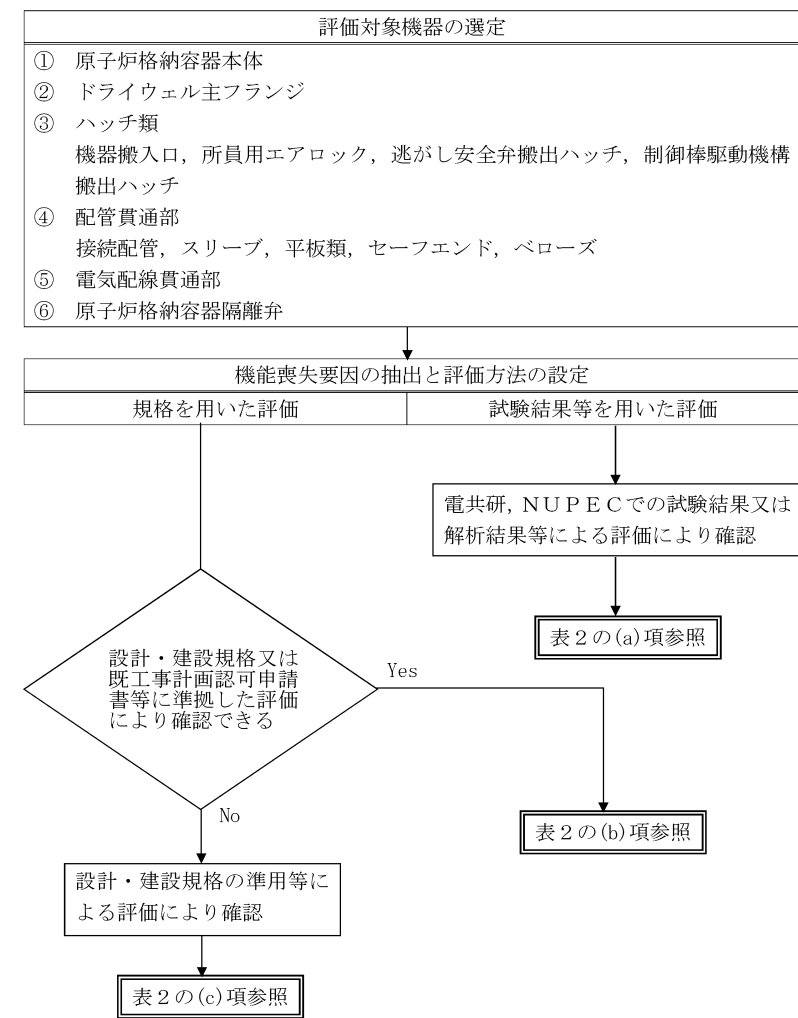 評価対象機器の選定
① 原子炉格納容器本体
② ドライウェル主フランジ
③ ハッチ類
機器搬入口，所員用エアロック，逃がし安全弁搬出ハッチ，制御棒駆動機構
搬出ハッチ
④ 配管貫通部
接続配管，スリーブ，平板類，セーフエンド，ベローズ
⑤ 電気配線貫通部
⑥ 原子炉格納容器隔離弁
機能喪失要因の抽出と評価方法の設定
規格を用いた評価
試験結果等を用いた評価
電共研，ＮＵＰＥＣでの試験結果又は
解析結果等による評価により確認
表２の(a)項参照
設計・建設規格又は
既工事計画認可申請
書等に準拠した評価
により確認できる
Yes
表２の(b)項参照
No
設計・建設規格の準用等に
よる評価により確認
表２の(c)項参照